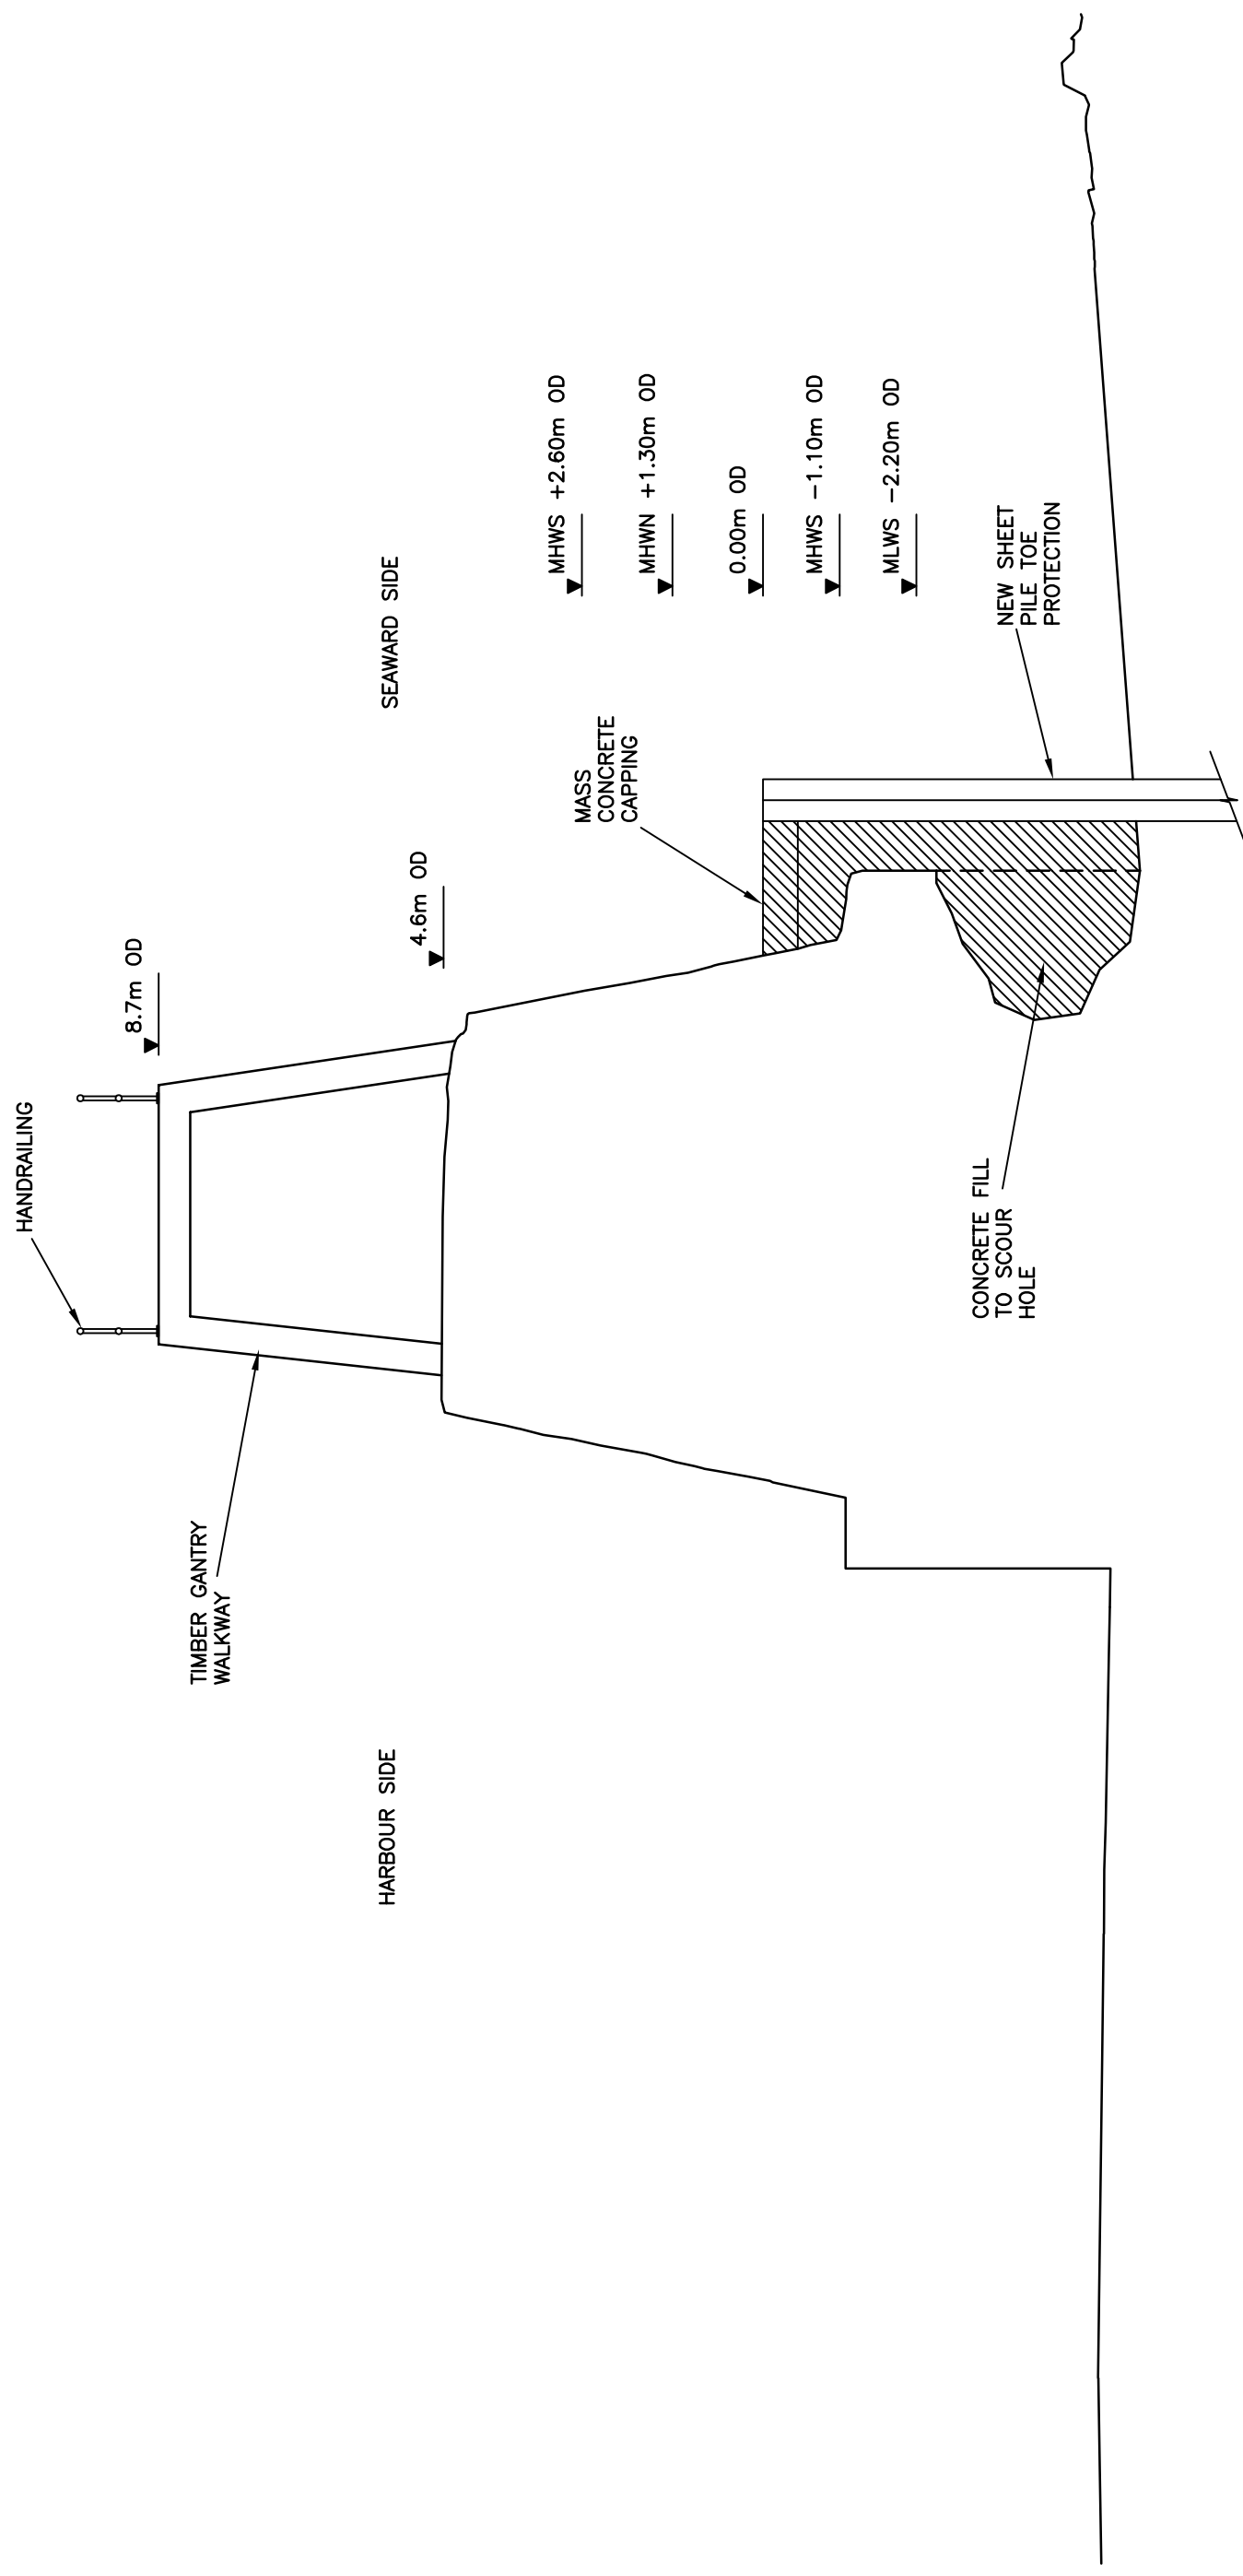 HANDRAILING
8.7m OD
TIMBER GANTRY
WALKWAY
4.6m OD
HARBOUR SIDE
SEAWARD SIDE
MHWS +2.60m OD
MHWN +1.30m OD
0.00m OD
MHWS −1.10m OD
MLWS −2.20m OD
MASS
CONCRETE
CAPPING
CONCRETE FILL
TO SCOUR
HOLE
NEW SHEET
PILE TOE
PROTECTION